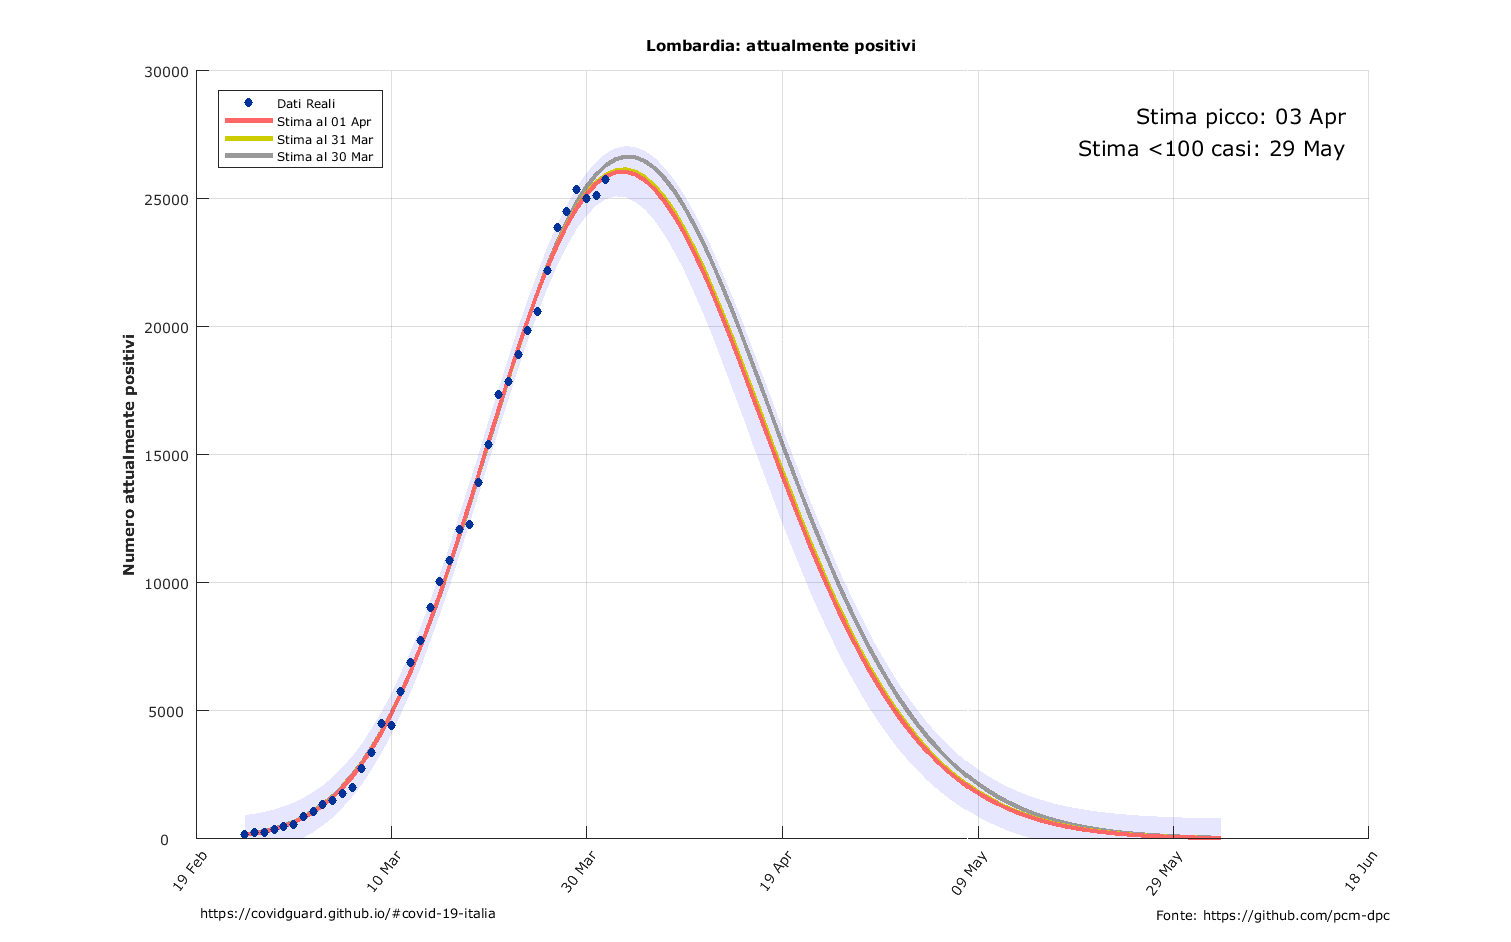 Lombardia: attualmente positivi
30000
25000
20000
15000
10000
5000
0
Numero attualmente positivi
Dati Reali
Stima al 01 Apr
Stima al 31 Mar
Stima al 30 Mar
Stima picco: 03 Apr
Stima <100 casi: 29 May
19 Feb
10 Mar
30 Mar
19 Apr
09 May
29 May
18 Jun
https://covidguard.github.io/#covid-19-italia
Fonte: https://github.com/pcm-dpc